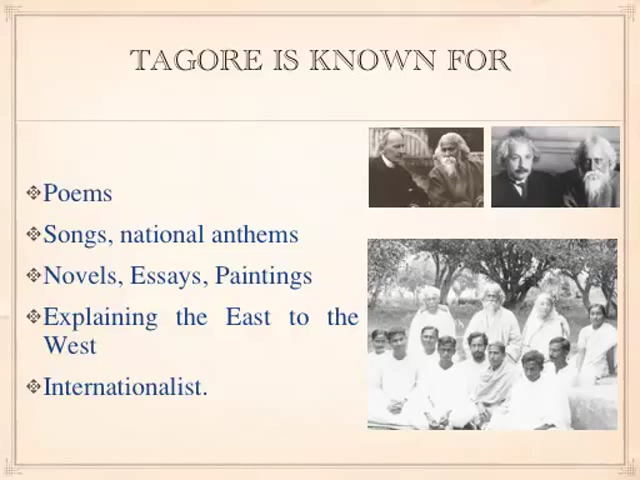 TAGORE IS KNOWN FOR
Poems
Songs, national anthems
Novels, Essays, Paintings
Explaining the East to the
West
Internationalist.